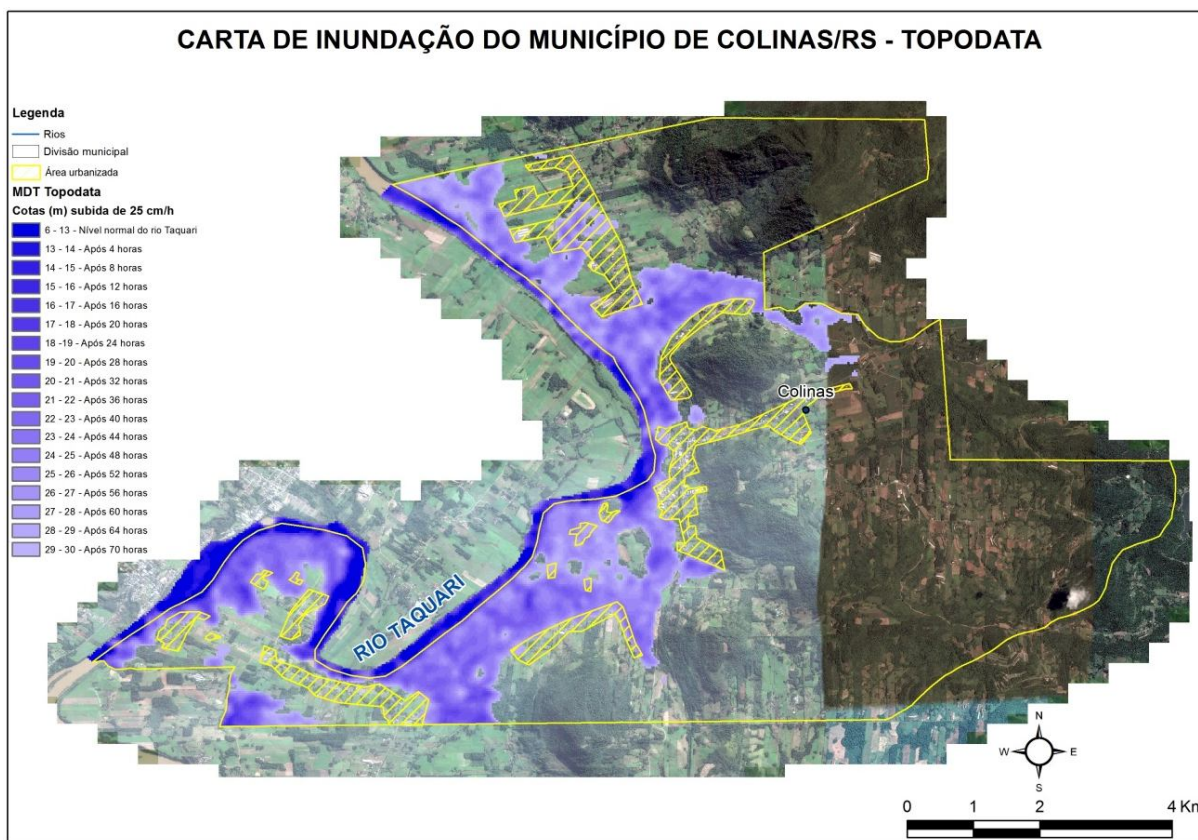 CARTA DE INUNDAÇÃO DO MUNICÍPIO DE COLINAS/RS - TOPODATA
Legenda
Rios
Divisão municipal
Área urbanizada
MDT Topodata
Cotas (m) subida de 25 cm/h
6 - 13 - Nível normal do rio Taquari
13 - 14 - Após 4 horas
14 - 15 - Após 8 horas
15 - 16 - Após 12 horas
16 - 17 - Após 16 horas
17 - 18 - Após 20 horas
18 -19 - Após 24 horas
19 - 20 - Após 28 horas
20 - 21 - Após 32 horas
21 - 22 - Após 36 horas
22 - 23 - Após 40 horas
23 - 24 - Após 44 horas
24 - 25 - Após 48 horas
25 - 26 - Após 52 horas
26 - 27 - Após 56 horas
27 - 28 - Após 60 horas
28 - 29 - Após 64 horas
29 - 30 - Após 70 horas
Colinas
RIO TAQUARI
N
W E
S
0 1 2 4 Km